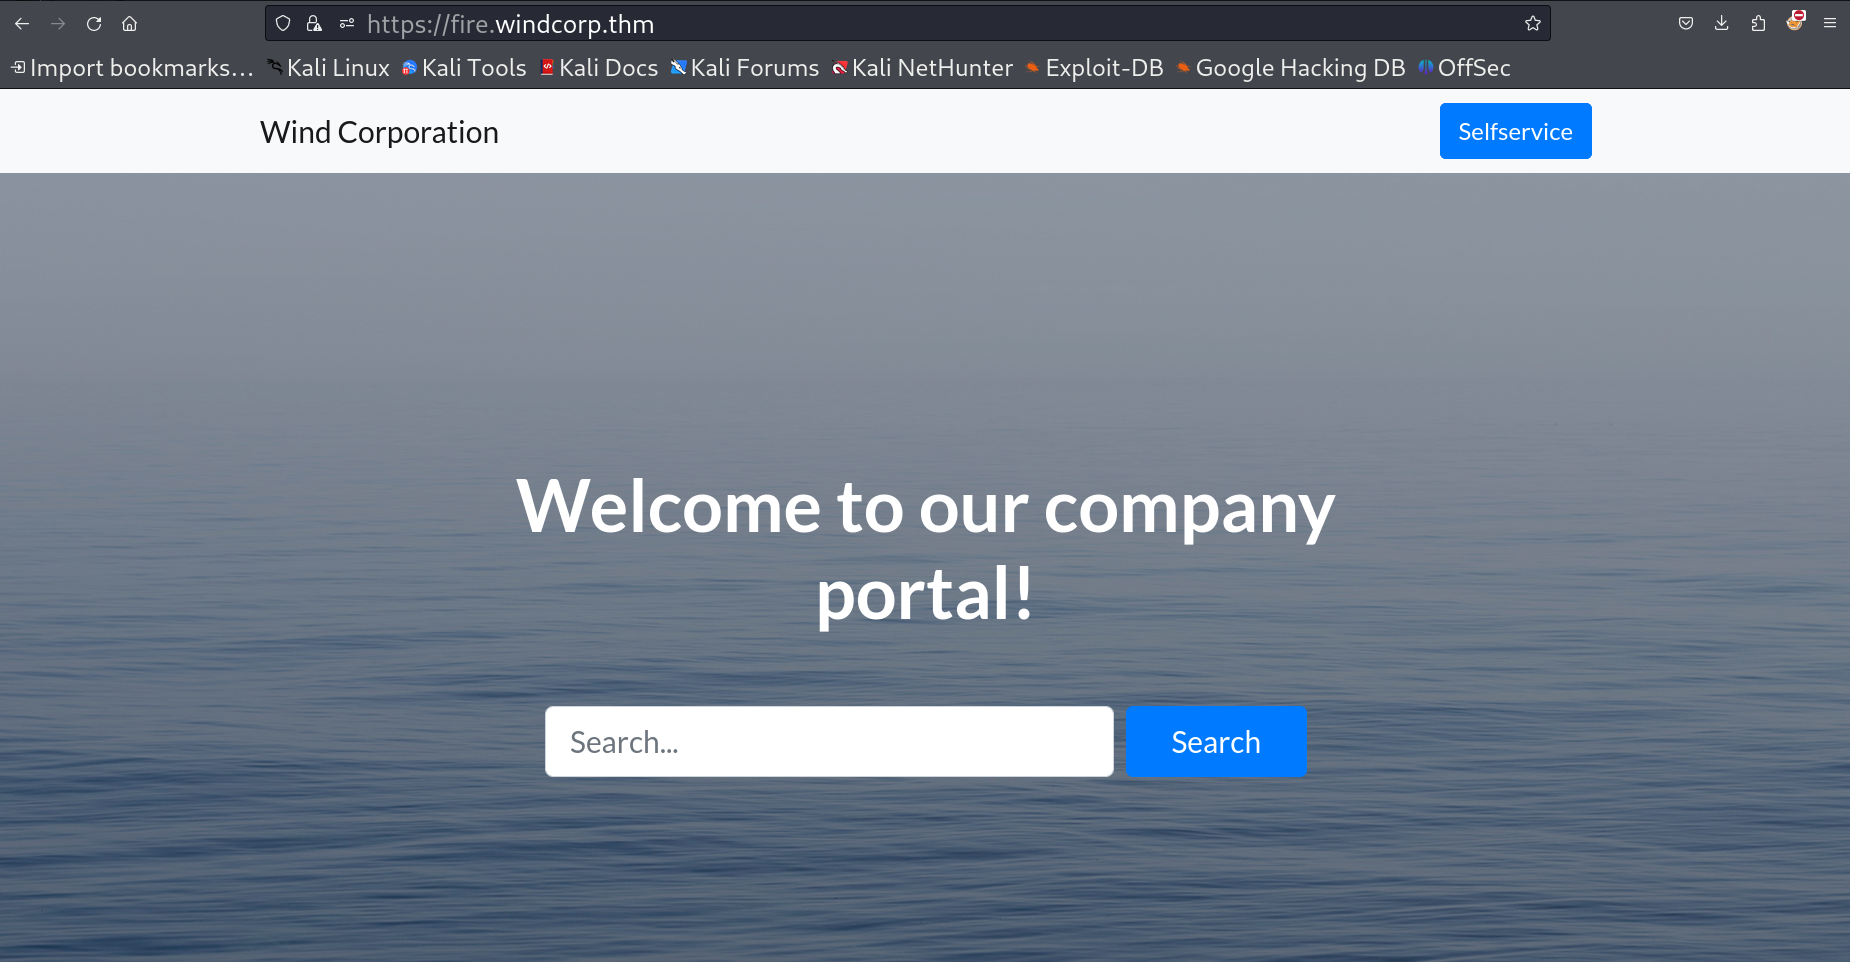 https://fire.windcorp.thm
Import bookmarks... Kali Linux Kali Tools Kali Docs Kali Forums Kali NetHunter Exploit-DB Google Hacking DB OffSec
Wind Corporation Selfservice
Welcome to our company
portal!
Search... Search